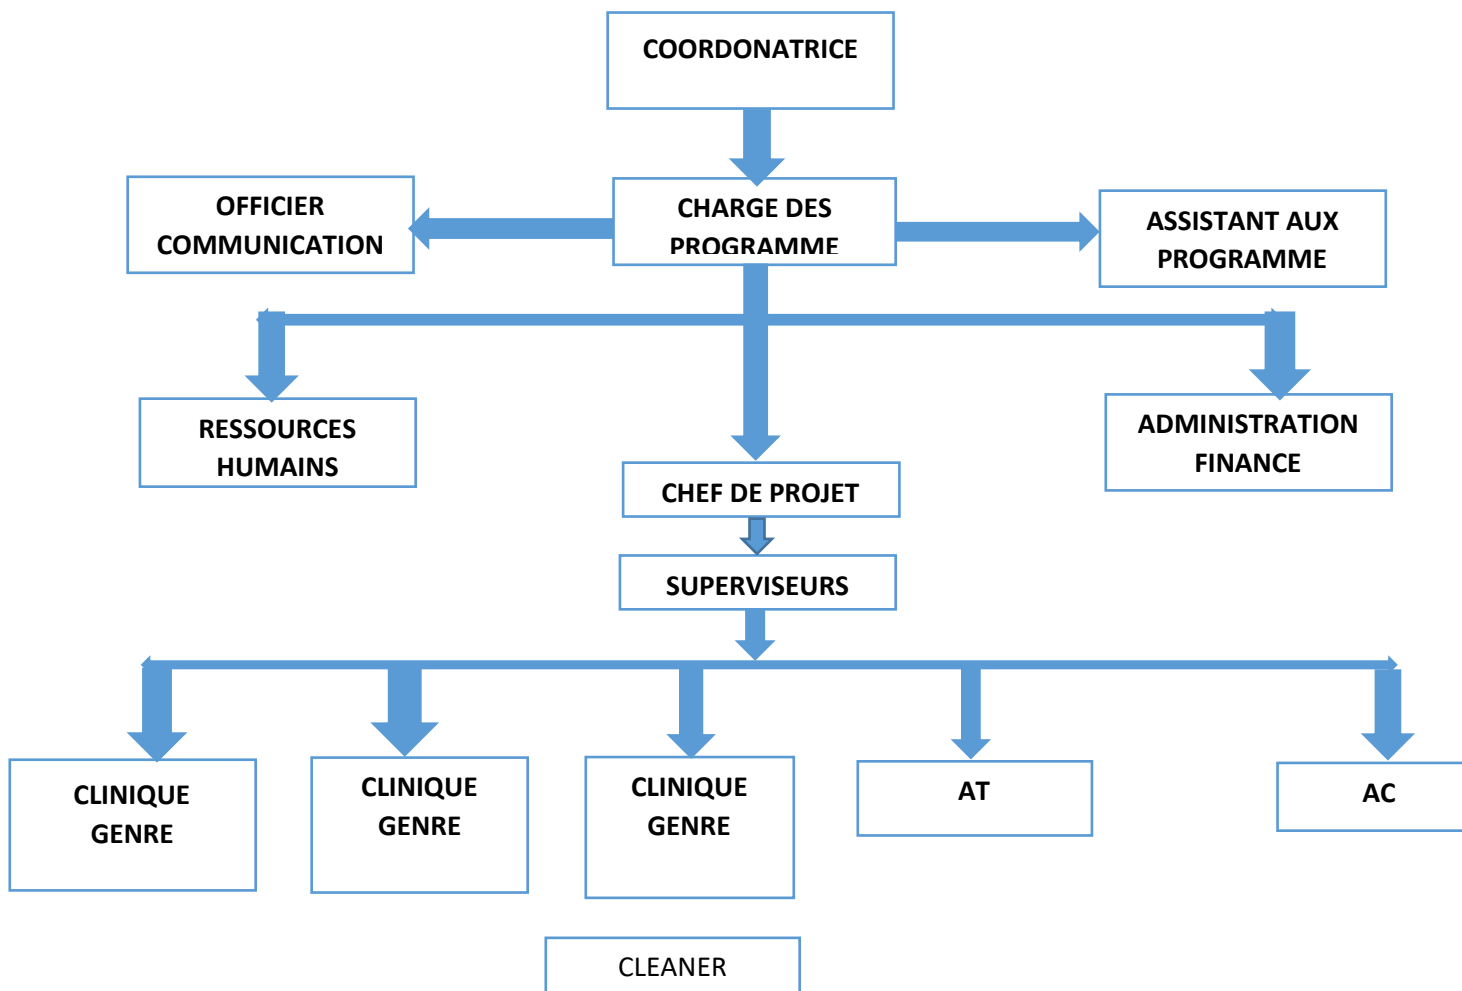 COORDONATRICE
OFFICIER
COMMUNICATION
CHARGE DES
PROGRAMME
ASSISTANT AUX
PROGRAMME
RESSOURCES
HUMAINS
ADMINISTRATION
FINANCE
CHEF DE PROJET
SUPERVISEURS
CLINIQUE
GENRE
CLINIQUE
GENRE
CLINIQUE
GENRE
AT
AC
CLEANER